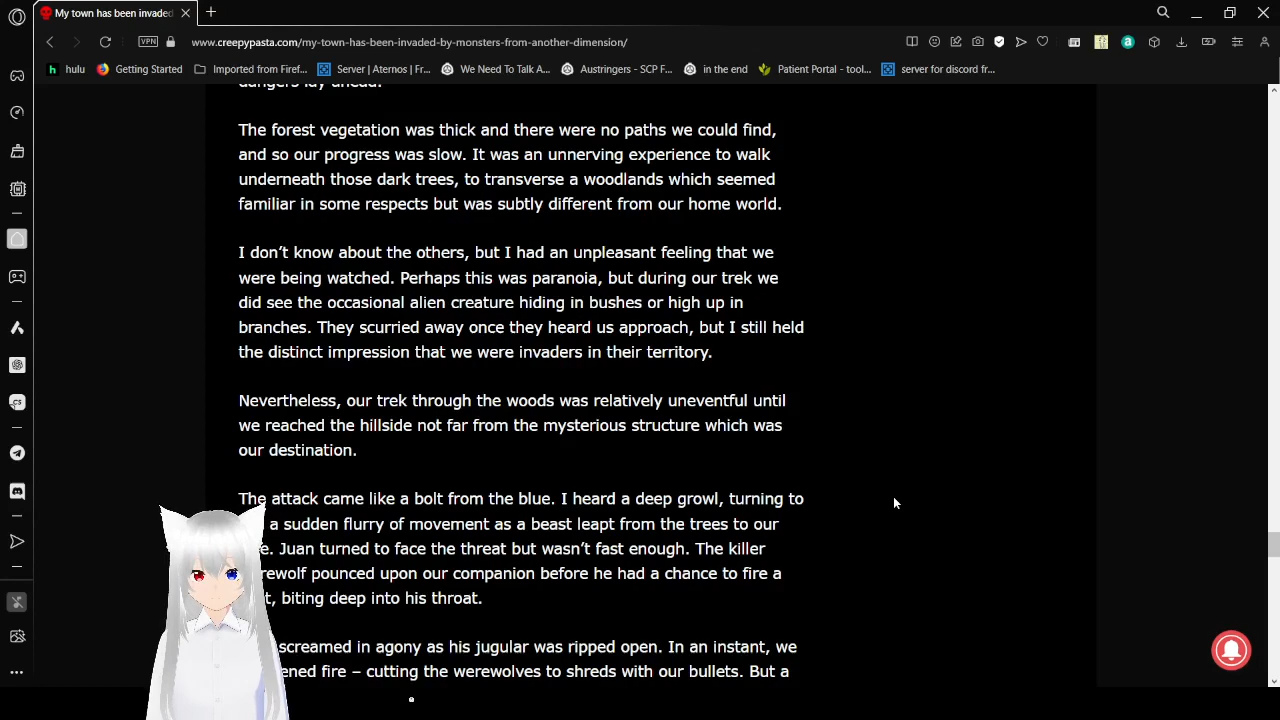 My town has been invaded
VPN
www.creepypasta.com/my-town-has-been-invaded-by-monsters-from-another-dimension/
hulu
Getting Started
Imported from Firef...
Server | Aternos | Fr...
We Need To Talk A...
Austringers - SCP F...
in the end
Patient Portal - tool...
server for discord fr...
dangers lay ahead.
The forest vegetation was thick and there were no paths we could find,
and so our progress was slow. It was an unnerving experience to walk
underneath those dark trees, to transverse a woodlands which seemed
familiar in some respects but was subtly different from our home world.
I don’t know about the others, but I had an unpleasant feeling that we
were being watched. Perhaps this was paranoia, but during our trek we
did see the occasional alien creature hiding in bushes or high up in
branches. They scurried away once they heard us approach, but I still held
the distinct impression that we were invaders in their territory.
Nevertheless, our trek through the woods was relatively uneventful until
we reached the hillside not far from the mysterious structure which was
our destination.
The attack came like a bolt from the blue. I heard a deep growl, turning to
a sudden flurry of movement as a beast leapt from the trees to our
Juan turned to face the threat but wasn’t fast enough. The killer
pounced upon our companion before he had a chance to fire a
biting deep into his throat.
screamed in agony as his jugular was ripped open. In an instant, we
fire – cutting the werewolves to shreds with our bullets. But a